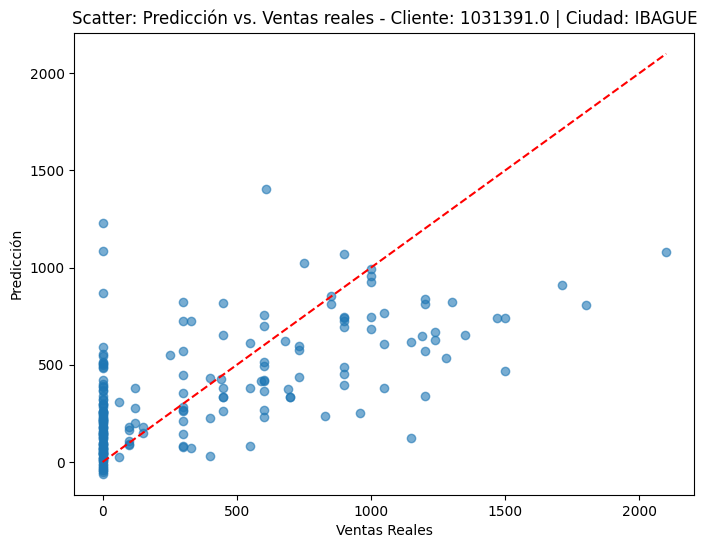 Scatter: Predicción vs. Ventas reales - Cliente: 1031391.0 | Ciudad: IBAGUE
2000
1500
1000
500
0
Predicción
0 500 1000 1500 2000
Ventas Reales